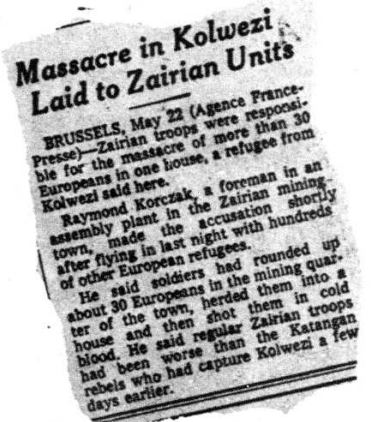 Massacre in Kolwezi
Laid to Zairian Units
BRUSSELS, May 22 (Agence France-
Presse)—Zairian troops were responsi-
ble for the massacre of more than 30
Europeans in one house, a refugee from
Kolwezi said here.
Raymond Korczak, a foreman in an
assembly plant in the Zairian mining
town, made the accusation shortly
after flying in last night with hundreds
of other European refugees.
He said soldiers had rounded up
about 30 Europeans in the mining quar-
ter of the town, herded them into a
house and then shot them in cold
blood. He said regular Zairian troops
had been worse than the Katangan
rebels who had capture Kolwezi a few
days earlier.